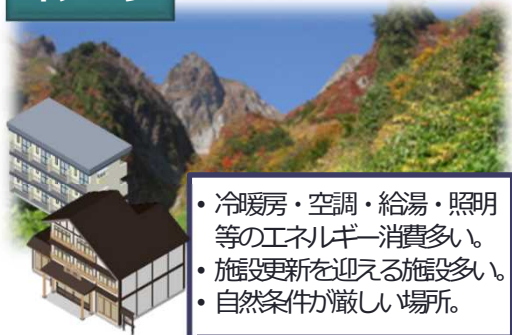 • 冷暖房・空調・給湯・照明
等のエネルギー消費多い。
• 施設更新を迎える施設多い。
• 自然条件が厳しい場所。